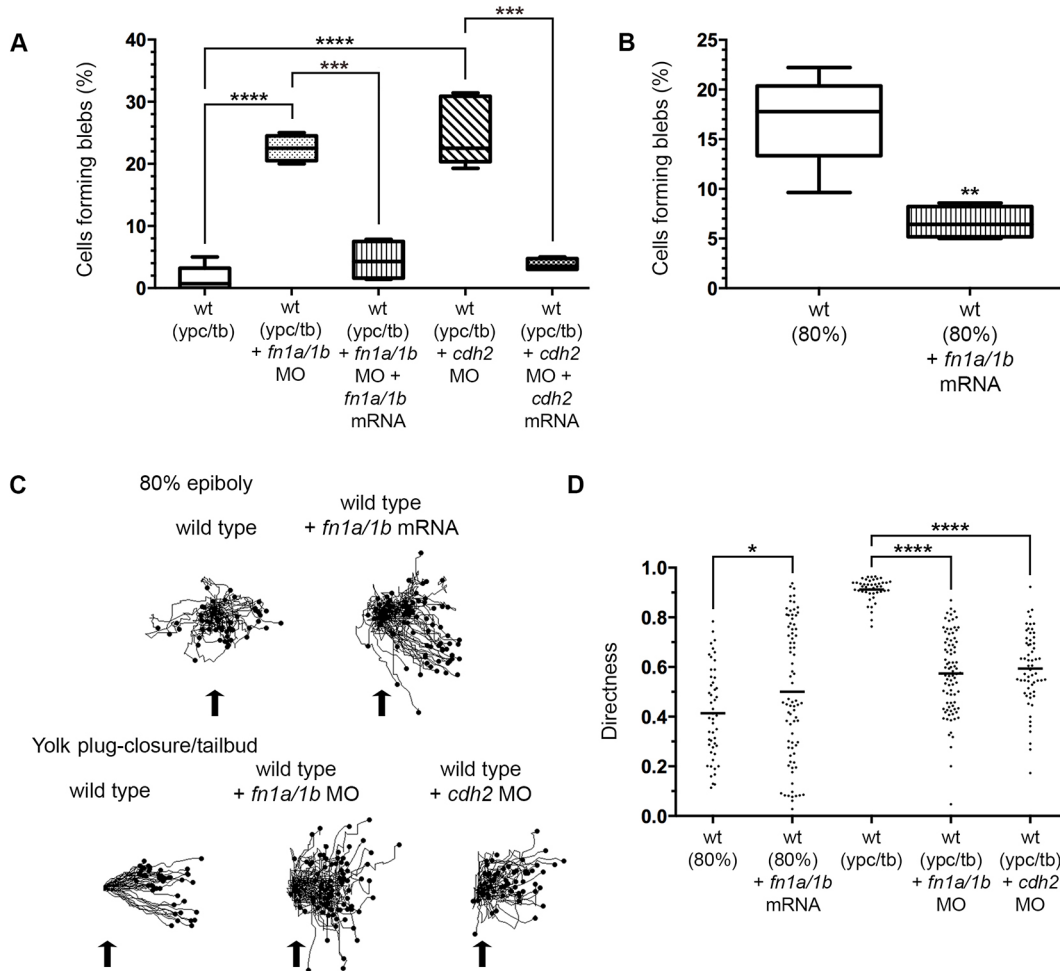 A
Cells forming blebs (%)
40
30
20
10
0
****
****
***
***
wt
(ypc/tb)
wt
(ypc/tb)
+ fn1a/1b
MO
wt
(ypc/tb)
+ fn1a/1b
MO +
fn1a/1b
mRNA
wt
(ypc/tb)
+ cdh2
MO
wt
(ypc/tb)
+ cdh2
MO +
cdh2
mRNA
B
Cells forming blebs (%)
25
20
15
10
5
0
**
wt
(80%)
wt
(80%)
+ fn1a/1b
mRNA
C
80% epiboly
wild type
wild type
+ fn1a/1b mRNA
Yolk plug-closure/tailbud
wild type
wild type
+ fn1a/1b MO
wild type
+ cdh2 MO
D
Directness
1.0
0.8
0.6
0.4
0.2
0.0
*
****
****
wt
(80%)
wt
(80%)
+ fn1a/1b
mRNA
wt
(ypc/tb)
wt
(ypc/tb)
+ fn1a/1b
MO
wt
(ypc/tb)
+ cdh2
MO